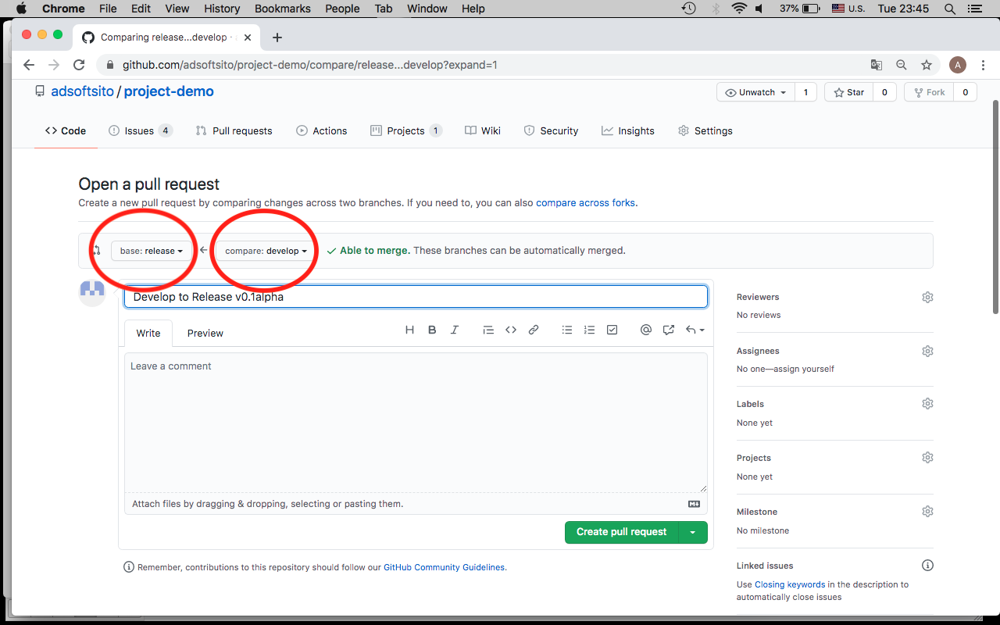 Chrome File Edit View History Bookmarks People Tab Window Help 37% U.S. Tue 23:45
Comparing release...develop ·
github.com/adsoftsito/project-demo/compare/release...develop?expand=1 A
adsoftsito / project-demo Unwatch 1 Star 0 Fork 0
<> Code Issues 4 Pull requests Actions Projects 1 Wiki Security Insights Settings
Open a pull request
Create a new pull request by comparing changes across two branches. If you need to, you can also compare across forks.
base: release ← compare: develop ✓ Able to merge. These branches can be automatically merged.
Develop to Release v0.1alpha
Write Preview H B I
Leave a comment
Attach files by dragging & dropping, selecting or pasting them.
Create pull request
Remember, contributions to this repository should follow our GitHub Community Guidelines.
Reviewers
No reviews
Assignees
No one—assign yourself
Labels
None yet
Projects
None yet
Milestone
No milestone
Linked issues
Use Closing keywords in the description to
automatically close issues